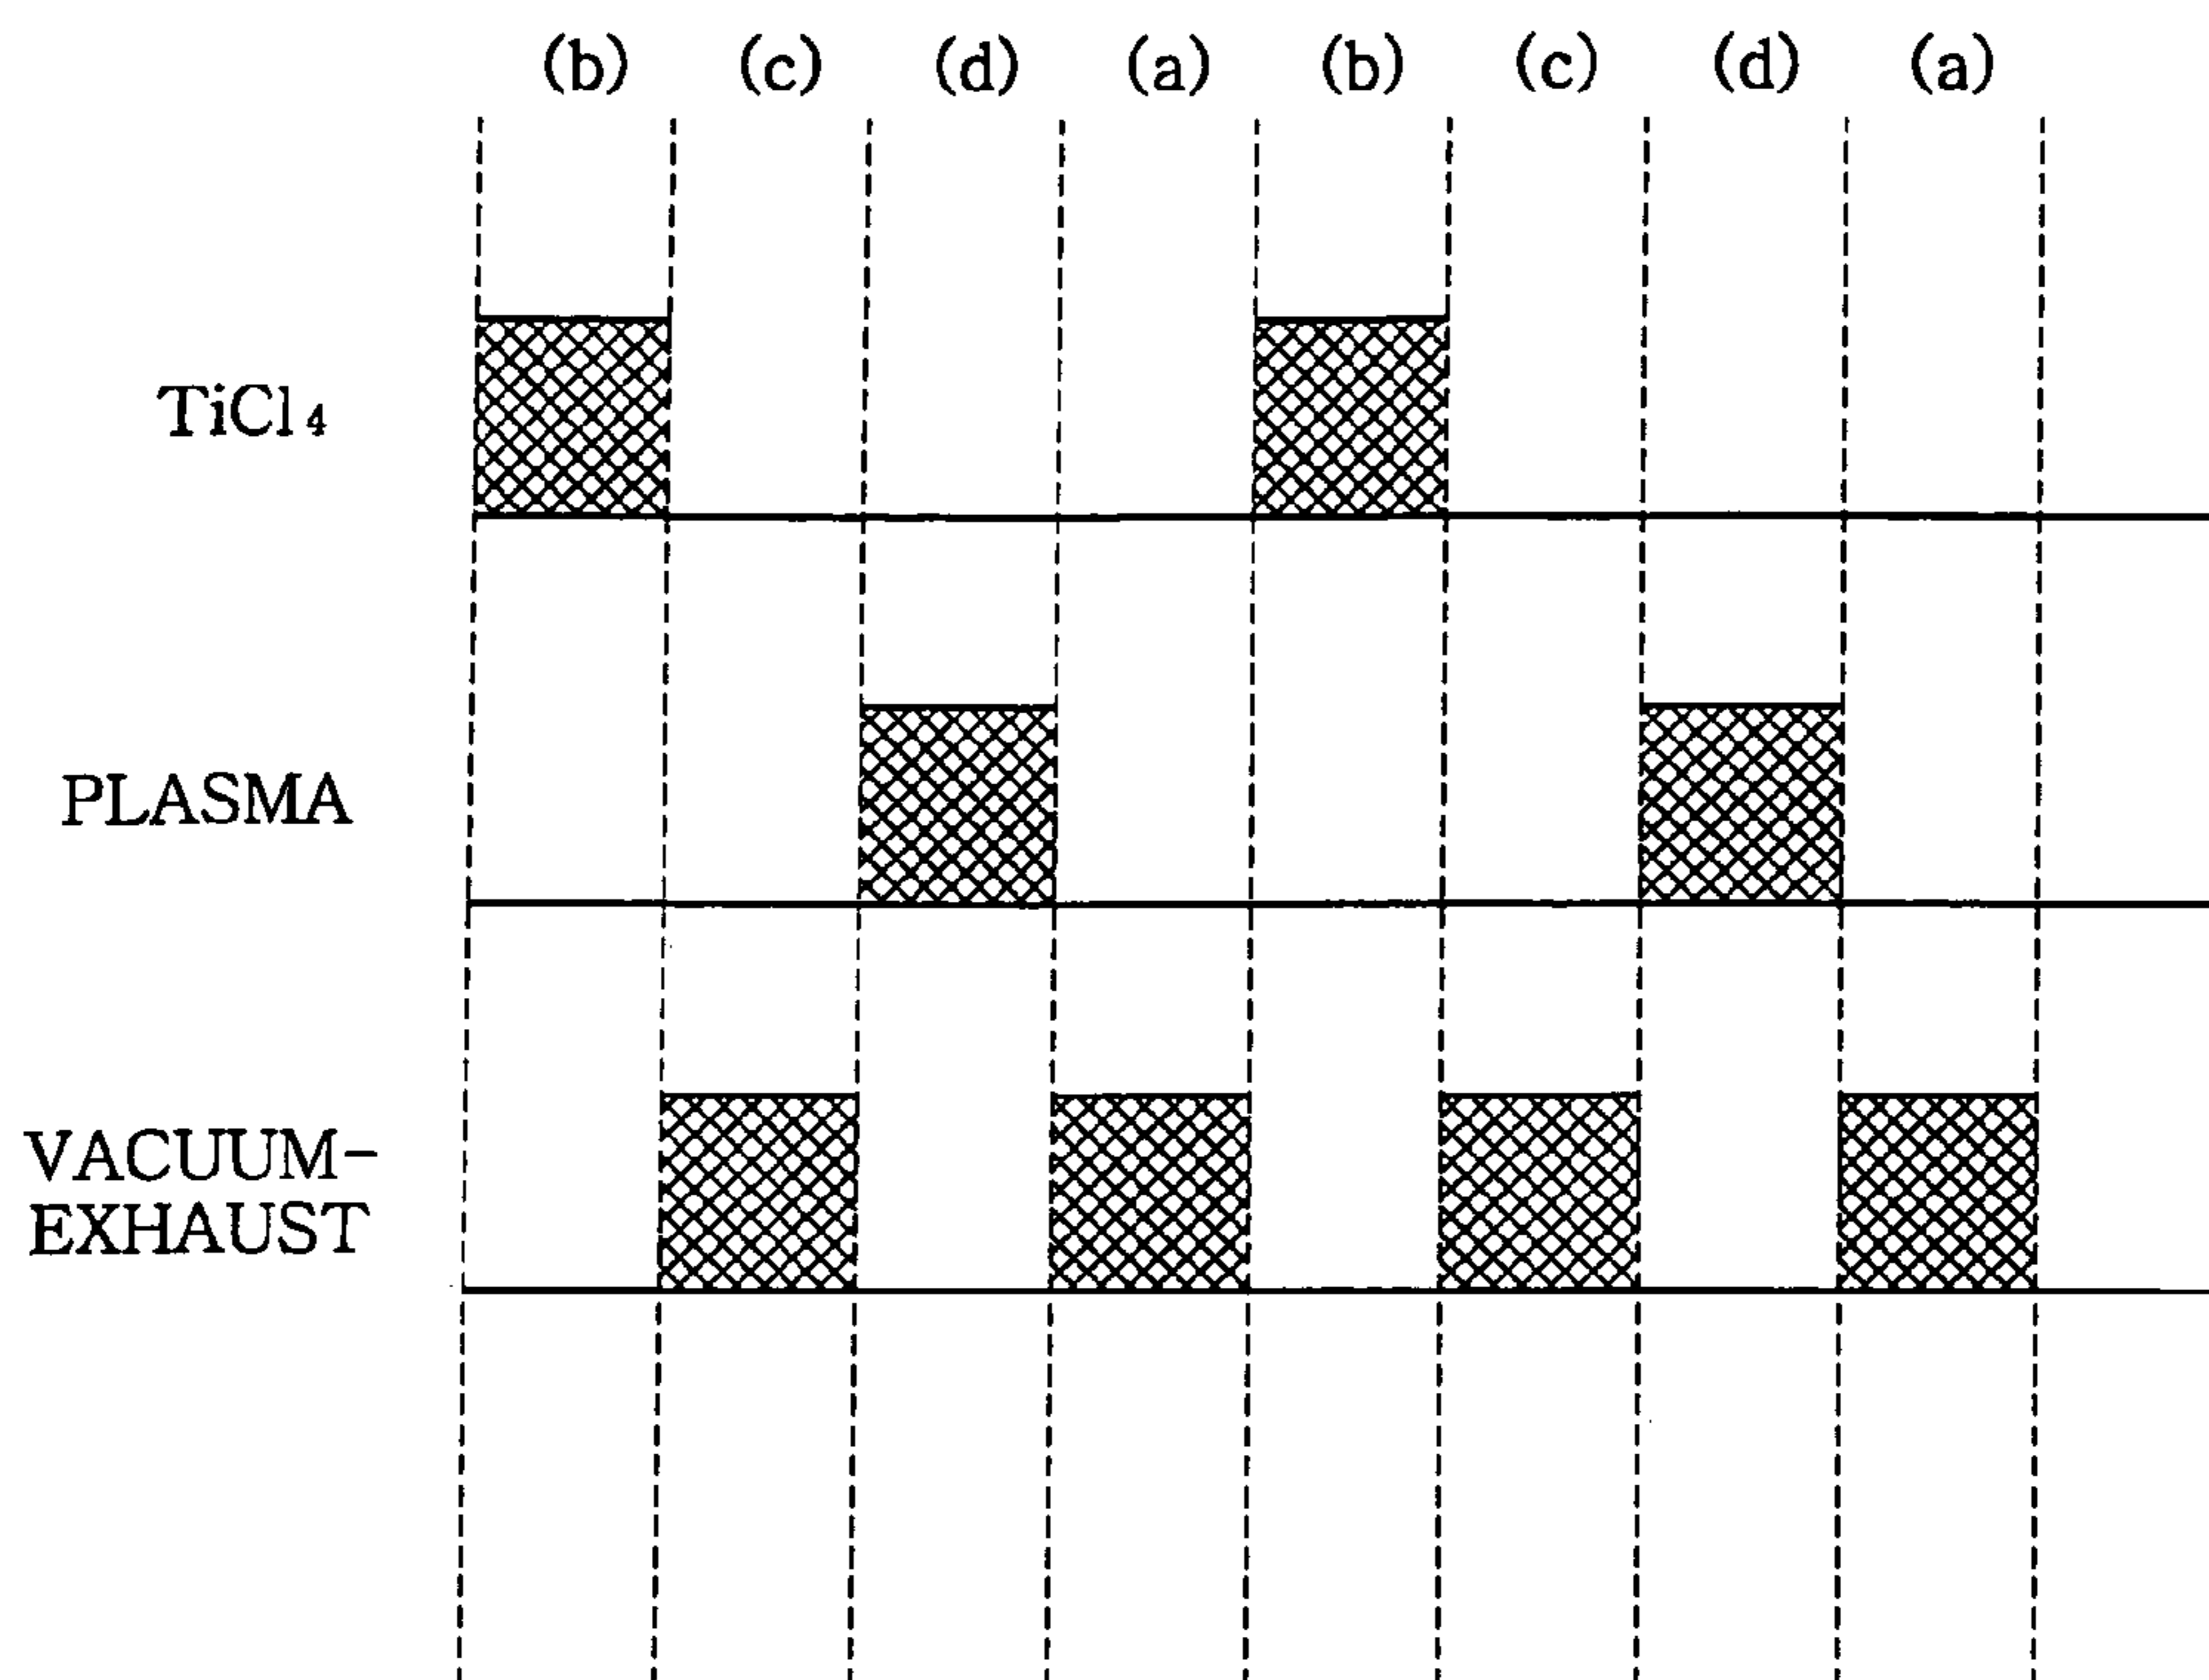 (b) (c) (d) (a) (b) (c) (d) (a)
TiCl4
PLASMA
VACUUM-
EXHAUST